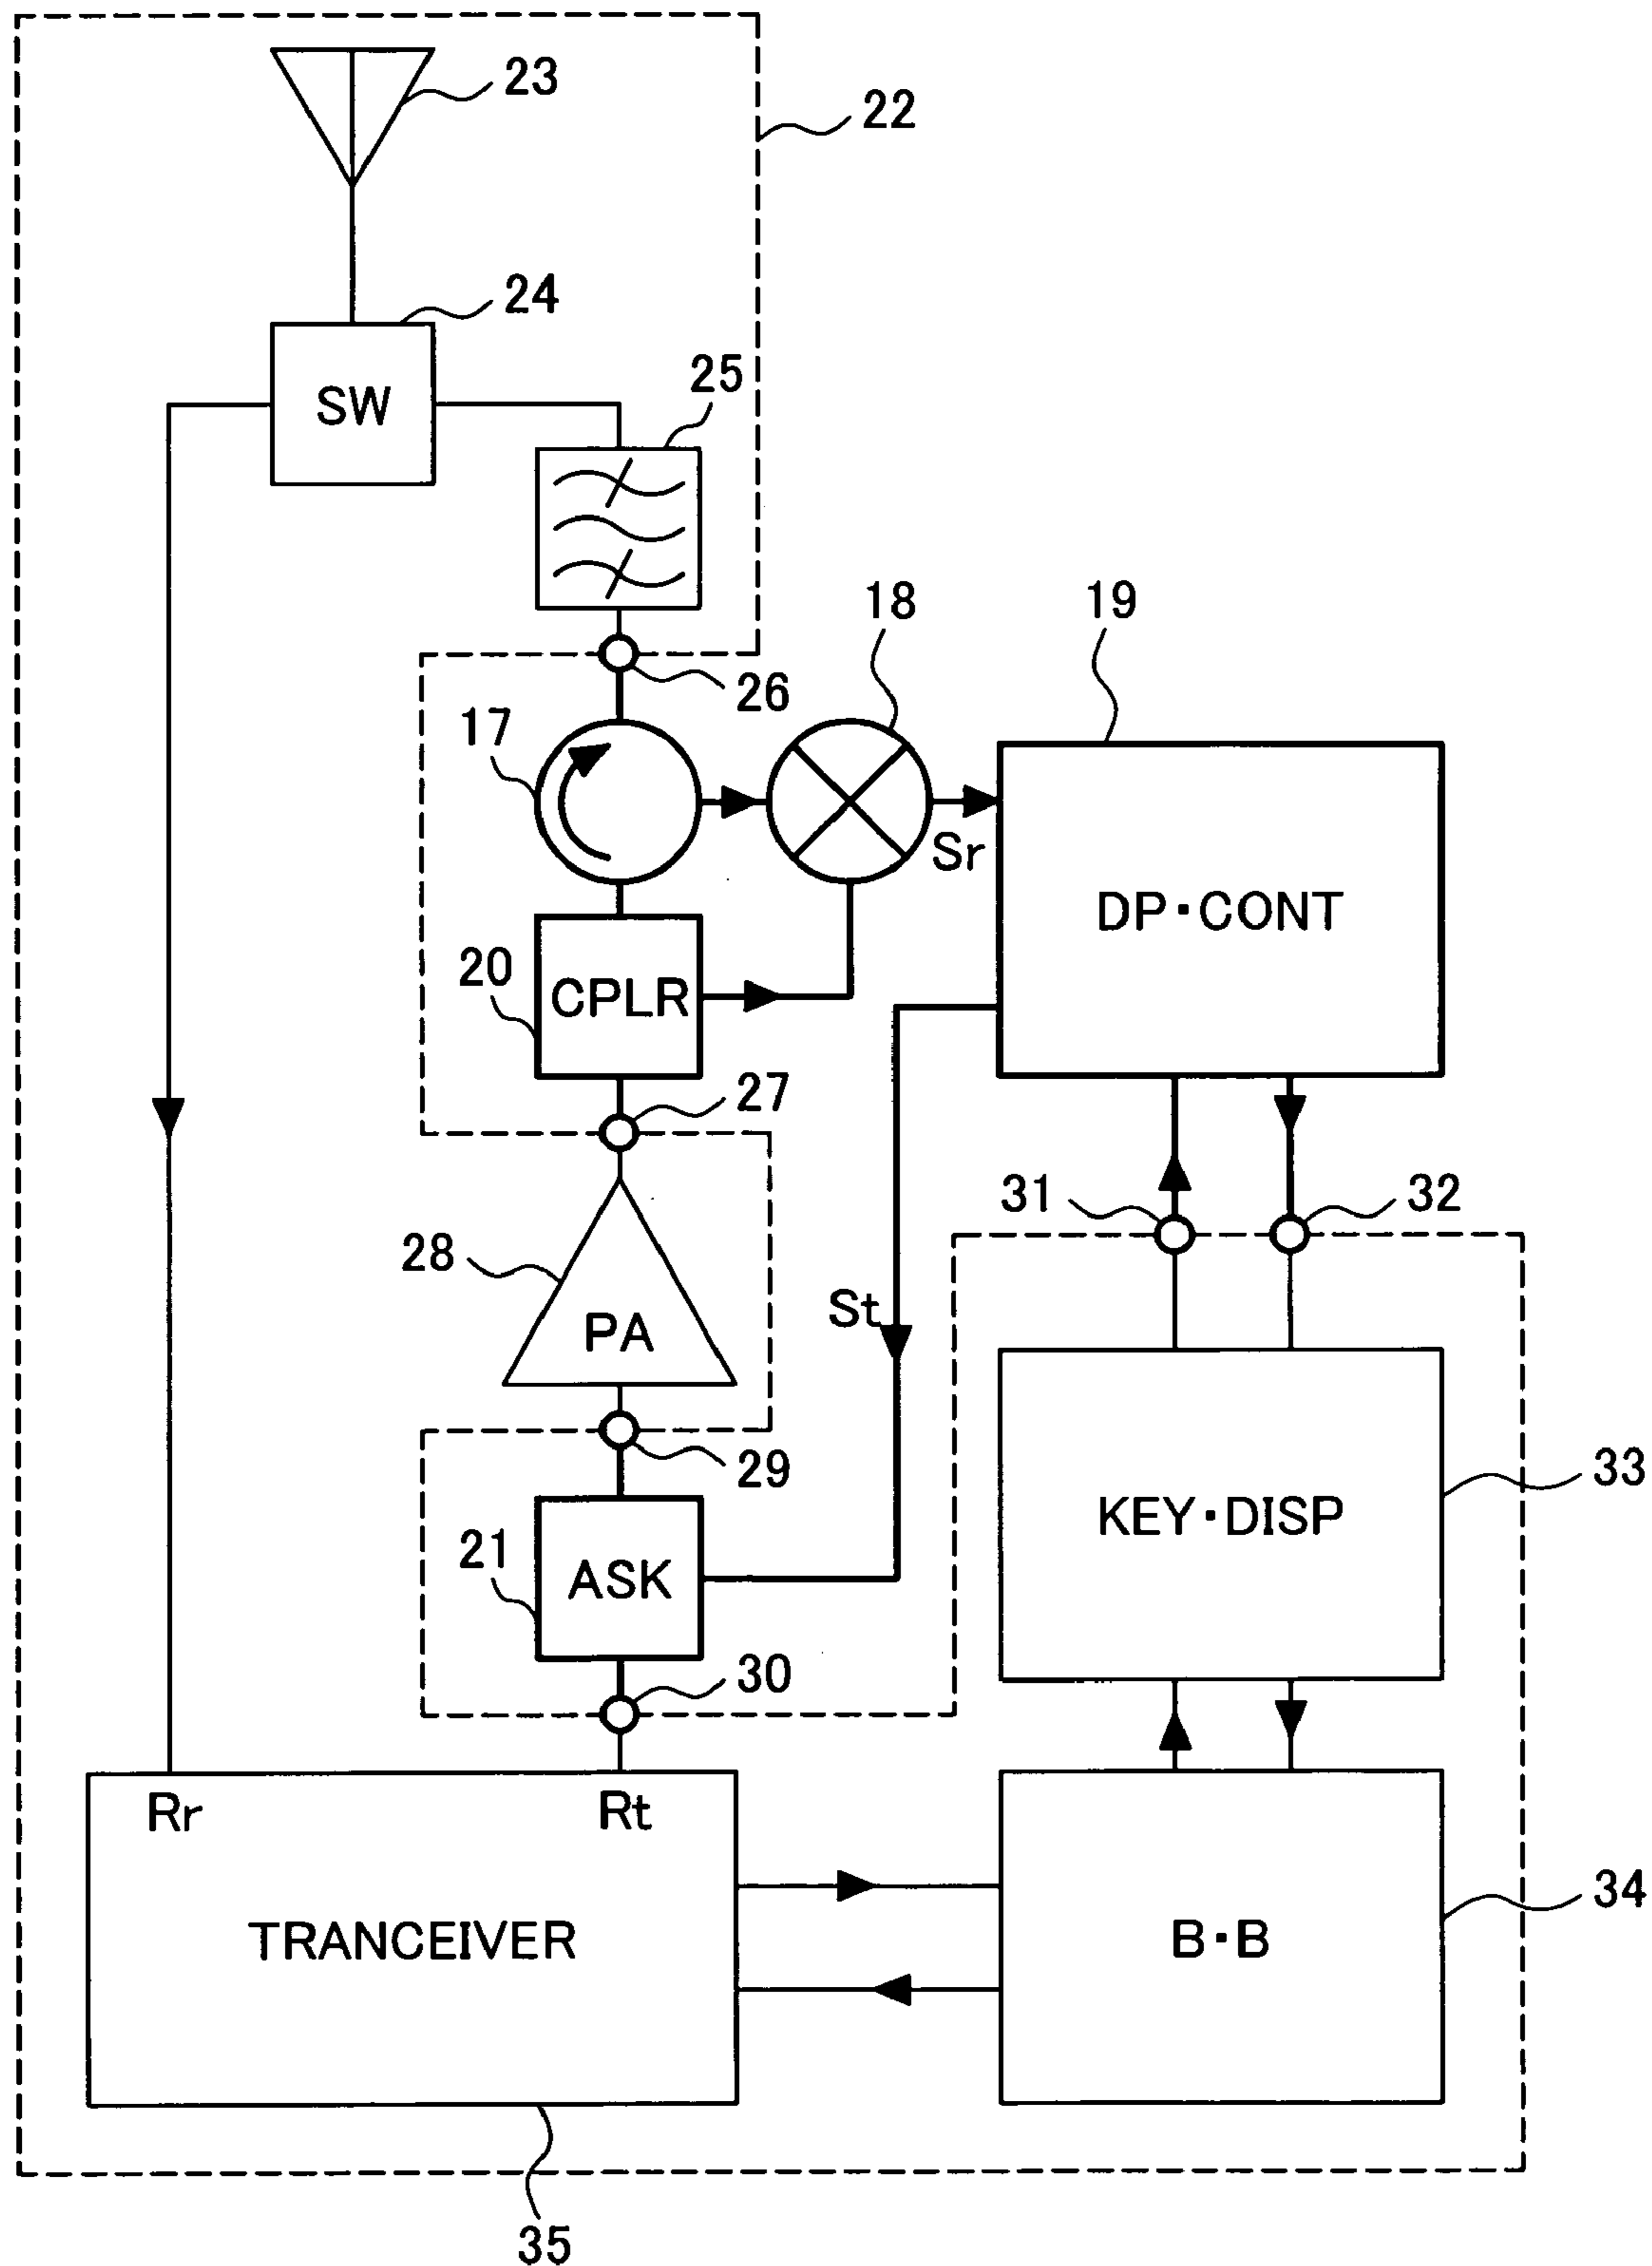 23
22
24
SW
25
18
19
26
17
Sr
DP・CONT
20
CPLR
27
31
32
28
St
PA
29
33
KEY・DISP
21
ASK
30
Rr
Rt
34
TRANCEIVER
B・B
35